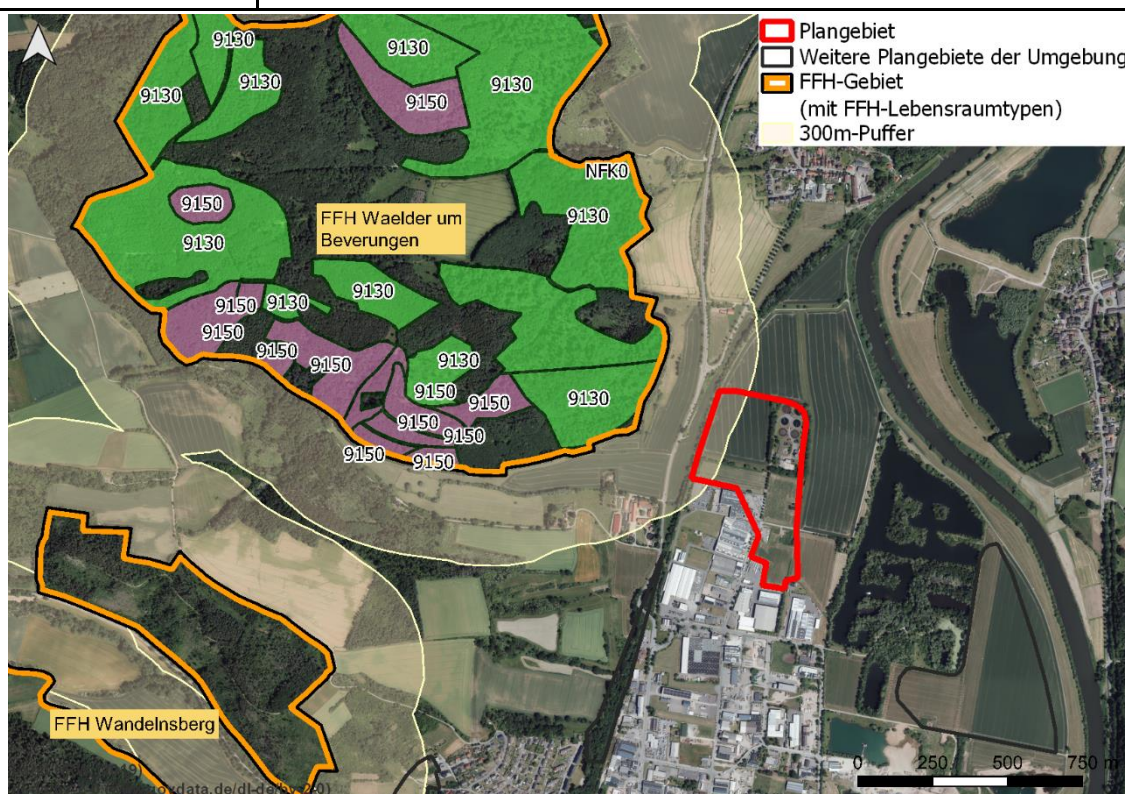 Plangebiet
Weitere Plangebiete der Umgebung
FFH-Gebiet
(mit FFH-Lebensraumtypen)
300m-Puffer
9130
9130
9130
9150
9130
NFK0
9130
9150
9130
FFH Waelder um
Beverungen
9130
9150
9130
9150
9150
9150
9130
9150
9150
9130
9150
9150
9150
9150
FFH Wandelnsberg
0 250 500 750 m